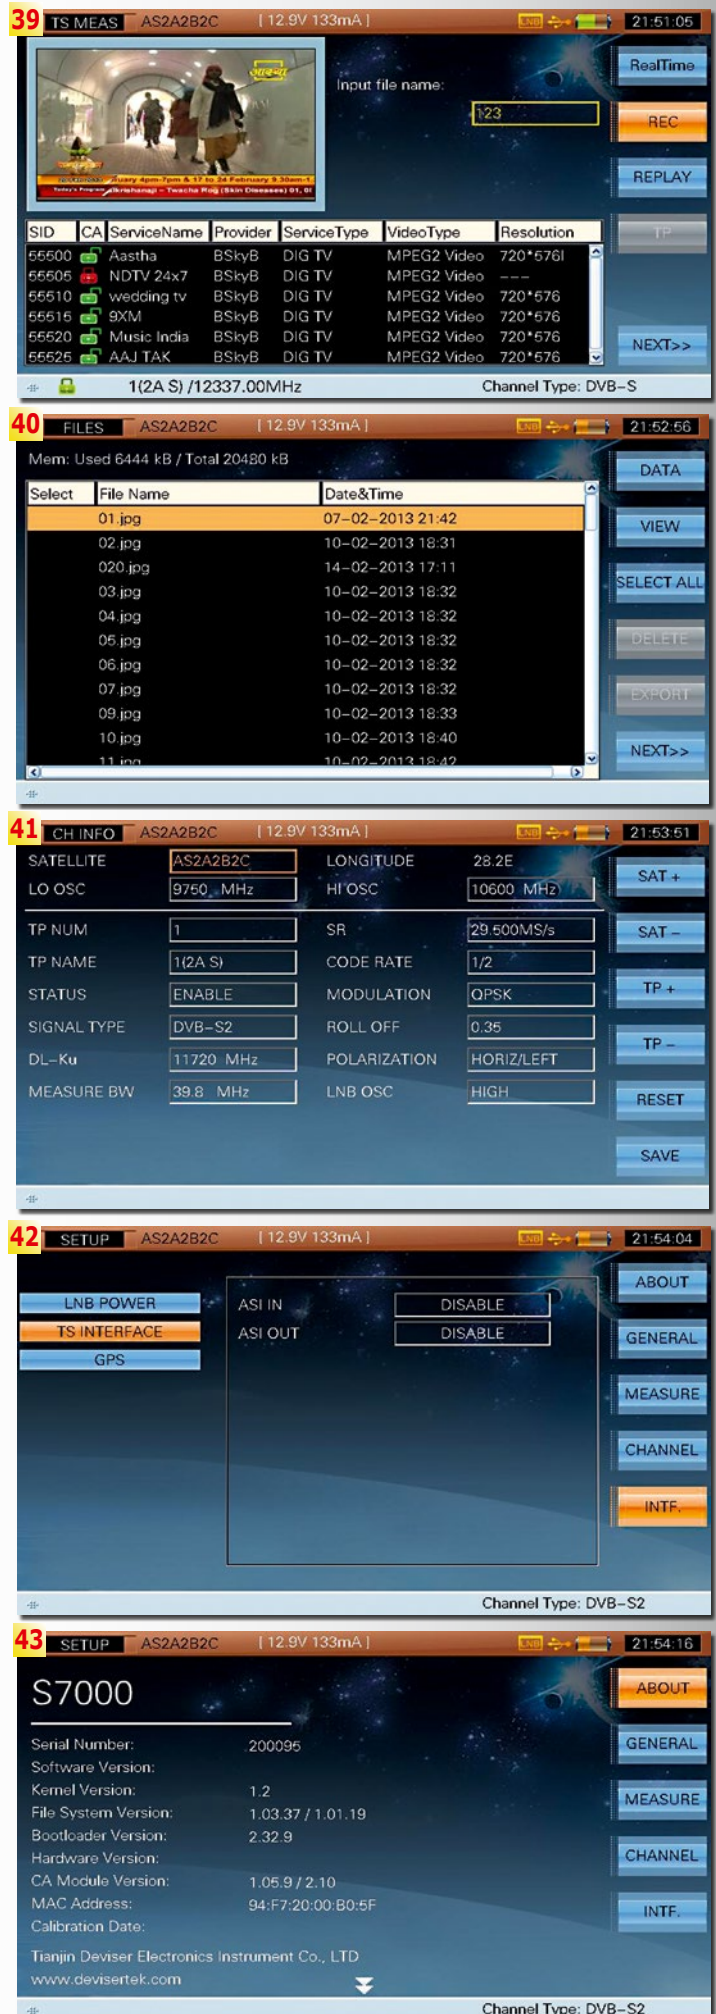 39 TS MEAS AS2A2B2C [ 12.9V 133mA ] LNB 21:51:05
RealTime
Input file name:
123
REC
REPLAY
TP
SID CA ServiceName Provider ServiceType VideoType Resolution
55500 Aastha BSkyB DIG TV MPEG2 Video 720*576I
55505 NDTV 24x7 BSkyB DIG TV MPEG2 Video ---
55510 wedding tv BSkyB DIG TV MPEG2 Video 720*576
55515 9XM BSkyB DIG TV MPEG2 Video 720*576
55520 Music India BSkyB DIG TV MPEG2 Video 720*576
55525 AAJ TAK BSkyB DIG TV MPEG2 Video 720*576
NEXT>>
1(2A S) /12337.00MHz Channel Type: DVB-S
40 FILES AS2A2B2C [ 12.9V 133mA ] LNB 21:52:56
Mem: Used 6444 kB / Total 20480 kB
DATA
Select File Name Date&Time
01.jpg 07-02-2013 21:42
VIEW
02.jpg 10-02-2013 18:31
020.jpg 14-02-2013 17:11
SELECT ALL
03.jpg 10-02-2013 18:32
04.jpg 10-02-2013 18:32
05.jpg 10-02-2013 18:32
DELETE
06.jpg 10-02-2013 18:32
07.jpg 10-02-2013 18:32
EXPORT
09.jpg 10-02-2013 18:33
10.jpg 10-02-2013 18:40
NEXT>>
11.jpg 10-02-2013 18:42
41 CH INFO AS2A2B2C [ 12.9V 133mA ] LNB 21:53:51
SATELLITE AS2A2B2C LONGITUDE 28.2E
SAT +
LO OSC 9750 MHz HI OSC 10600 MHz
TP NUM 1 SR 29.500MS/s
SAT -
TP NAME 1(2A S) CODE RATE 1/2
STATUS ENABLE MODULATION QPSK
TP +
SIGNAL TYPE DVB-S2 ROLL OFF 0.35
TP -
DL-Ku 11720 MHz POLARIZATION HORIZ/LEFT
MEASURE BW 39.8 MHz LNB OSC HIGH
RESET
SAVE
42 SETUP AS2A2B2C [ 12.9V 133mA ] LNB 21:54:04
ABOUT
LNB POWER ASI IN DISABLE
TS INTERFACE ASI OUT DISABLE
GENERAL
GPS
MEASURE
CHANNEL
INTF.
Channel Type: DVB-S2
43 SETUP AS2A2B2C [ 12.9V 133mA ] LNB 21:54:16
S7000
ABOUT
Serial Number: 200095
GENERAL
Software Version:
Kernel Version: 1.2
MEASURE
File System Version: 1.03.37 / 1.01.19
Bootloader Version: 2.32.9
Hardware Version:
CHANNEL
CA Module Version: 1.05.9 / 2.10
MAC Address: 94:F7:20:00:B0:5F
INTF.
Calibration Date:
Tianjin Deviser Electronics Instrument Co., LTD
www.devisertek.com
Channel Type: DVB-S2